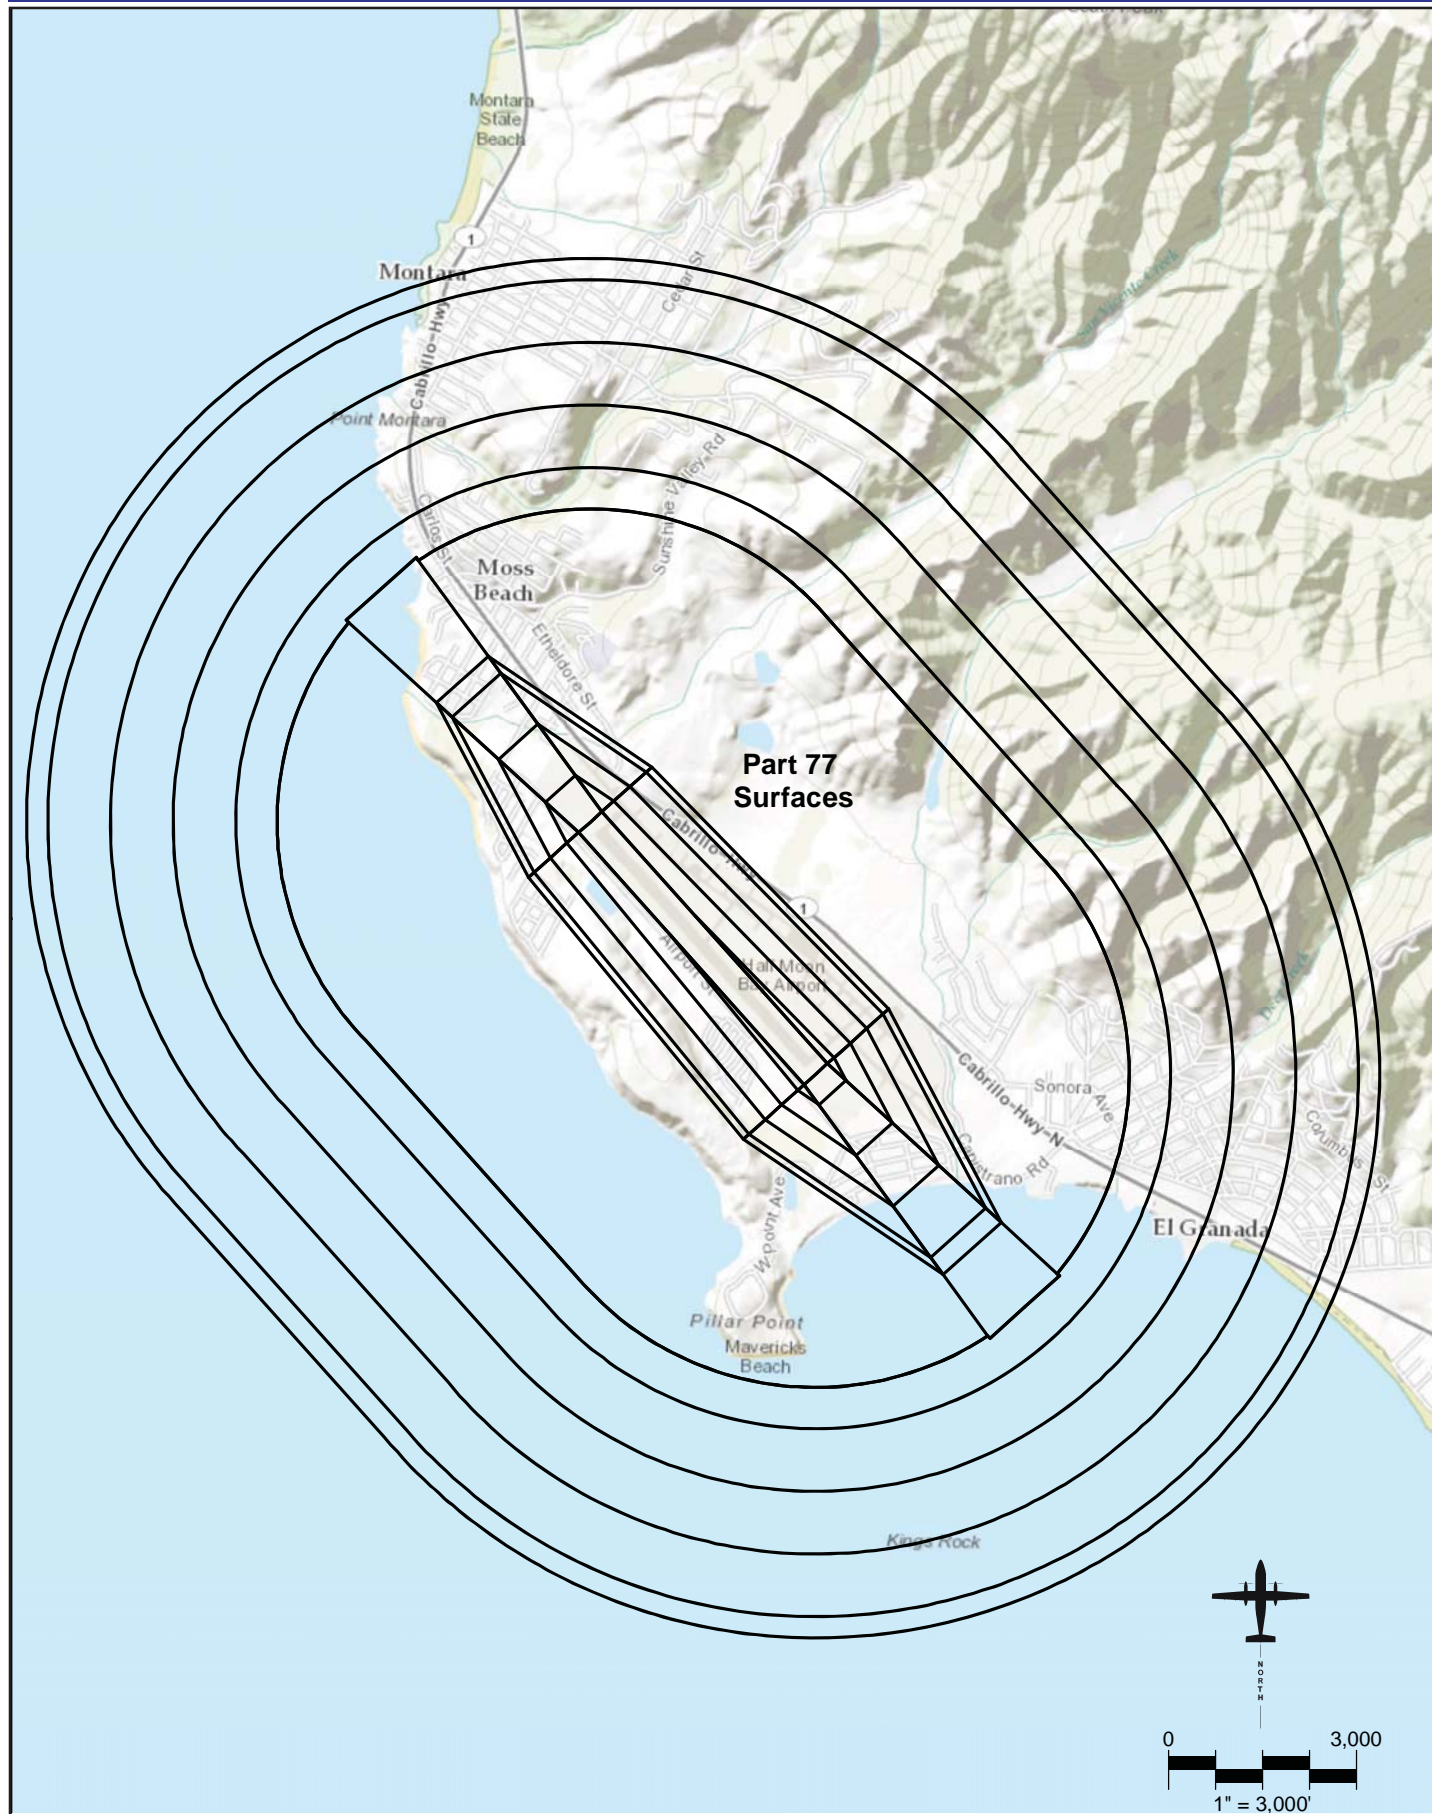 Montara
State
Beach
1
Montara
Cedar St
Cabrillo-Hwy
Point Montara
Sunshine Valley Rd
Carlos St
Moss
Beach
Etheldore St
Part 77
Surfaces
Cabrillo-Hwy
1
Airport St
Half Moon
Bay Airport
Cabrillo-Hwy-N
Sonora Ave
Columbus St
Capistrano Rd
W Point Ave
El Granada
Pillar Point
Mavericks
Beach
Kings Rock
NORTH
0 3,000
1" = 3,000'